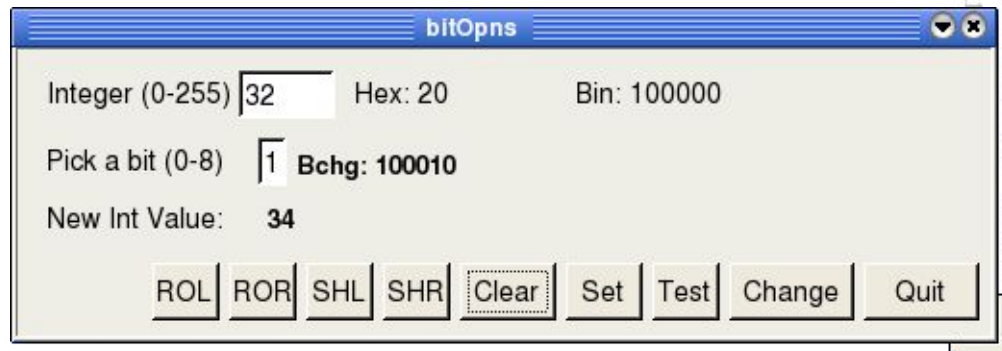 bitOpns
Integer (0-255) 32 Hex: 20 Bin: 100000
Pick a bit (0-8) 1 Bchg: 100010
New Int Value: 34
ROL ROR SHL SHR Clear Set Test Change Quit